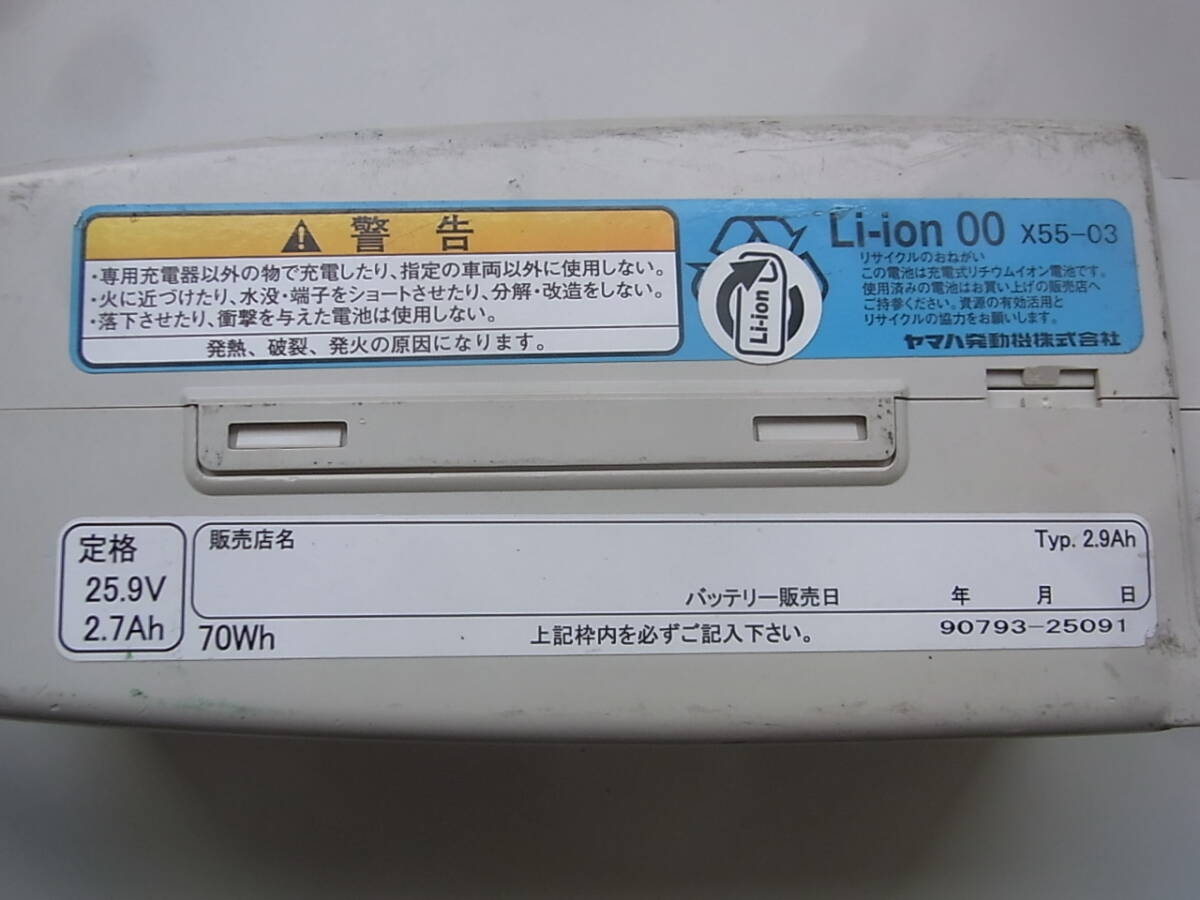 警告
・専用充電器以外の物で充電したり、指定の車両以外に使用しない。
・火に近づけたり、水没・端子をショートさせたり、分解・改造をしない。
・落下させたり、衝撃を与えた電池は使用しない。
発熱、破裂、発火の原因になります。
Li-ion
Li-ion 00 X55-03
リサイクルのおねがい
この電池は充電式リチウムイオン電池です。
使用済みの電池はお買い上げの販売店へ
ご持参ください。資源の有効活用と
リサイクルの協力をお願いします。
ヤマハ発動機株式会社
定格
25.9V
2.7Ah
販売店名
Typ. 2.9Ah
バッテリー販売日 年 月 日
70Wh
上記枠内を必ずご記入下さい。
90793-25091